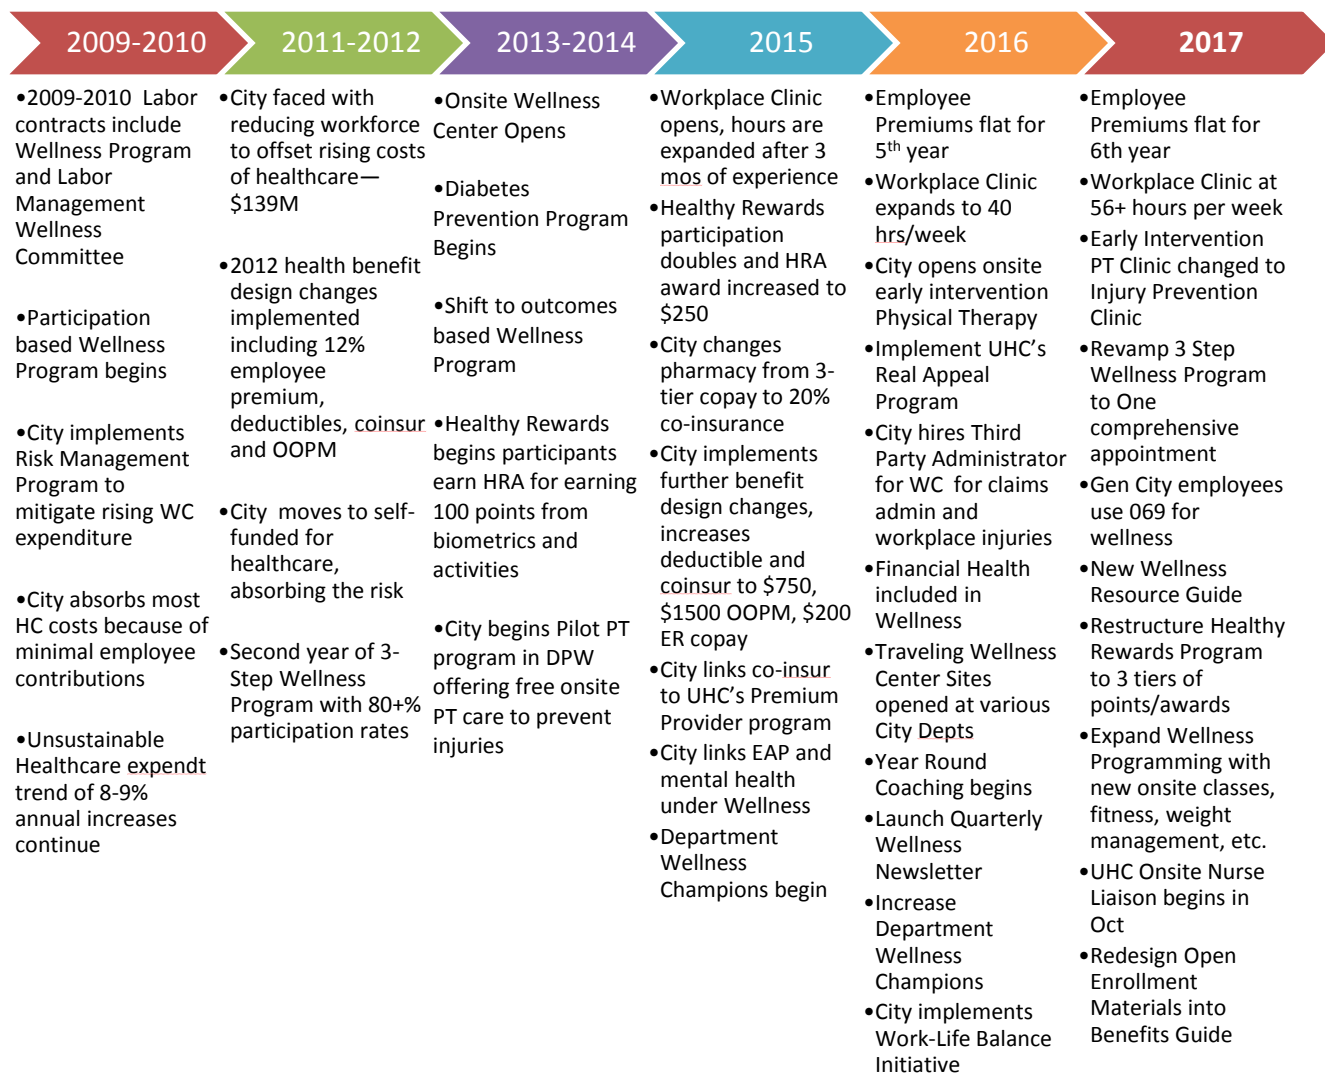 2009-2010
2011-2012
2013-2014
2015
2016
2017
•2009-2010 Labor
contracts include
Wellness Program
and Labor
Management
Wellness
Committee
•Participation
based Wellness
Program begins
•City implements
Risk Management
Program to
mitigate rising WC
expenditure
•City absorbs most
HC costs because of
minimal employee
contributions
•Unsustainable
Healthcare expendt
trend of 8-9%
annual increases
continue
•City faced with
reducing workforce
to offset rising costs
of healthcare—
$139M
•2012 health benefit
design changes
implemented
including 12%
employee
premium,
deductibles, coinsur
and OOPM
•City moves to self-
funded for
healthcare,
absorbing the risk
•Second year of 3-
Step Wellness
Program with 80+%
participation rates
•Onsite Wellness
Center Opens
•Diabetes
Prevention Program
Begins
•Shift to outcomes
based Wellness
Program
•Healthy Rewards
begins participants
earn HRA for earning
100 points from
biometrics and
activities
•City begins Pilot PT
program in DPW
offering free onsite
PT care to prevent
injuries
•Workplace Clinic
opens, hours are
expanded after 3
mos of experience
•Healthy Rewards
participation
doubles and HRA
award increased to
$250
•City changes
pharmacy from 3-
tier copay to 20%
co-insurance
•City implements
further benefit
design changes,
increases
deductible and
coinsur to $750,
$1500 OOPM, $200
ER copay
•City links co-insur
to UHC’s Premium
Provider program
•City links EAP and
mental health
under Wellness
•Department
Wellness
Champions begin
•Employee
Premiums flat for
5th year
•Workplace Clinic
expands to 40
hrs/week
•City opens onsite
early intervention
Physical Therapy
•Implement UHC’s
Real Appeal
Program
•City hires Third
Party Administrator
for WC for claims
admin and
workplace injuries
•Financial Health
included in
Wellness
•Traveling Wellness
Center Sites
opened at various
City Depts
•Year Round
Coaching begins
•Launch Quarterly
Wellness
Newsletter
•Increase
Department
Wellness
Champions
•City implements
Work-Life Balance
Initiative
•Employee
Premiums flat for
6th year
•Workplace Clinic at
56+ hours per week
•Early Intervention
PT Clinic changed to
Injury Prevention
Clinic
•Revamp 3 Step
Wellness Program
to One
comprehensive
appointment
•Gen City employees
use 069 for
wellness
•New Wellness
Resource Guide
•Restructure Healthy
Rewards Program
to 3 tiers of
points/awards
•Expand Wellness
Programming with
new onsite classes,
fitness, weight
management, etc.
•UHC Onsite Nurse
Liaison begins in
Oct
•Redesign Open
Enrollment
Materials into
Benefits Guide